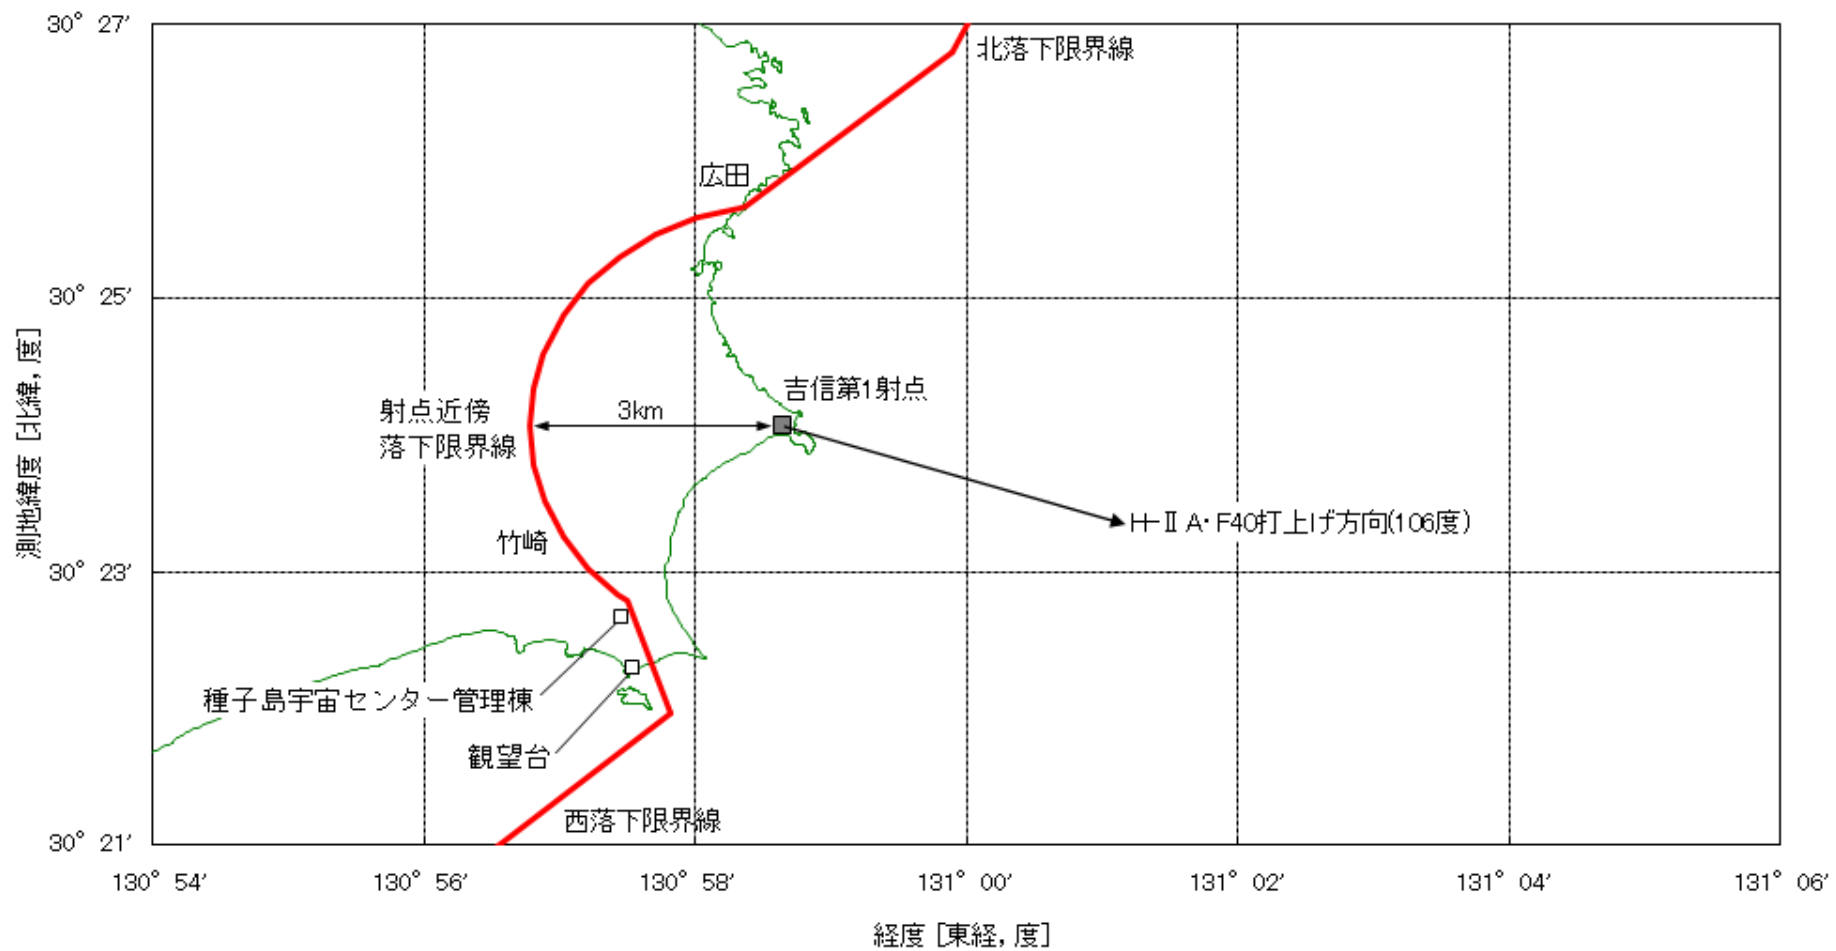 30° 27′
北落下限界線
広田
30° 25′
吉信第1射点
3km
射点近傍
落下限界線
測地緯度 [北緯, 度]
H-ⅡA・F40打上げ方向(106度)
竹崎
30° 23′
種子島宇宙センター管理棟
観望台
西落下限界線
30° 21′
130° 54′ 130° 56′ 130° 58′ 131° 00′ 131° 02′ 131° 04′ 131° 06′
経度 [東経, 度]